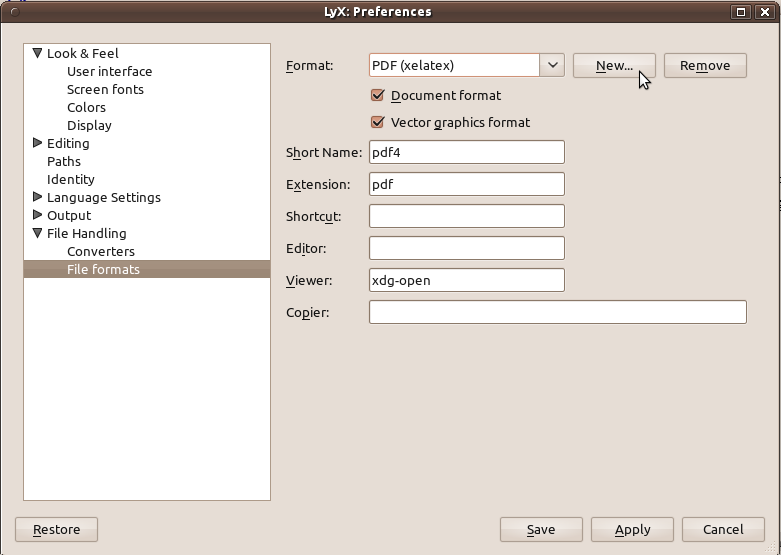 LyX: Preferences
Look & Feel
User interface
Screen fonts
Colors
Display
Editing
Paths
Identity
Language Settings
Output
File Handling
Converters
File formats
Format: PDF (xelatex) New... Remove
Document format
Vector graphics format
Short Name: pdf4
Extension: pdf
Shortcut:
Editor:
Viewer: xdg-open
Copier:
Restore Save Apply Cancel